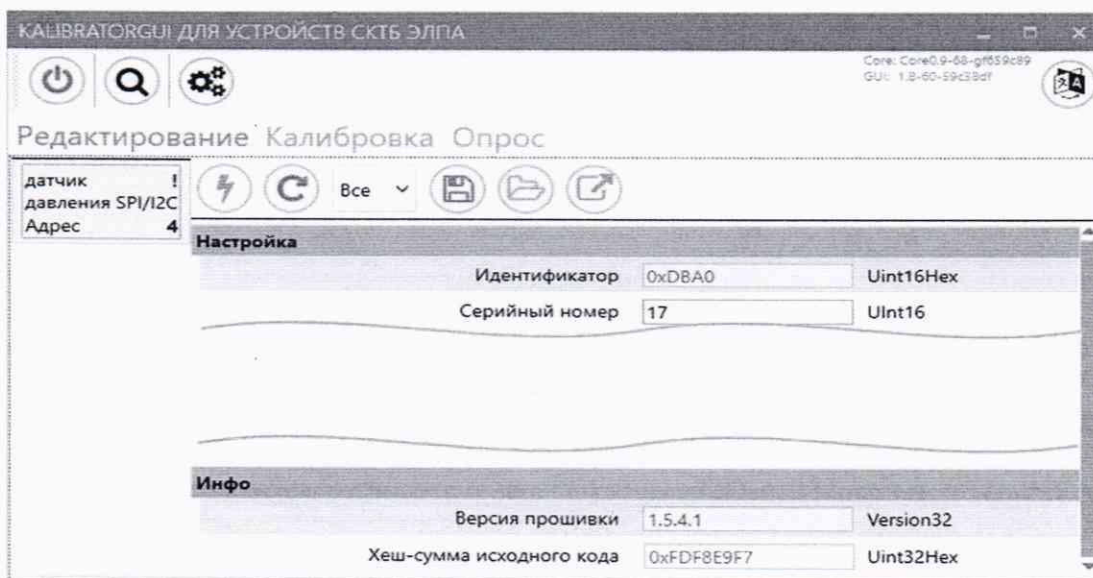 KALIBRATORGUI ДЛЯ УСТРОЙСТВ СКТБ ЭЛПА
Core: Core0.9-68-gff659c89
GUI: 1.8-60-59d38df
Редактирование Калибровка Опрос
датчик !
давления SPI/I2C
Адрес 4
Все
Настройка
Идентификатор 0xDBA0 Uint16Hex
Серийный номер 17 UInt16
Инфо
Версия прошивки 1.5.4.1 Version32
Хеш-сумма исходного кода 0xFDF8E9F7 Uint32Hex